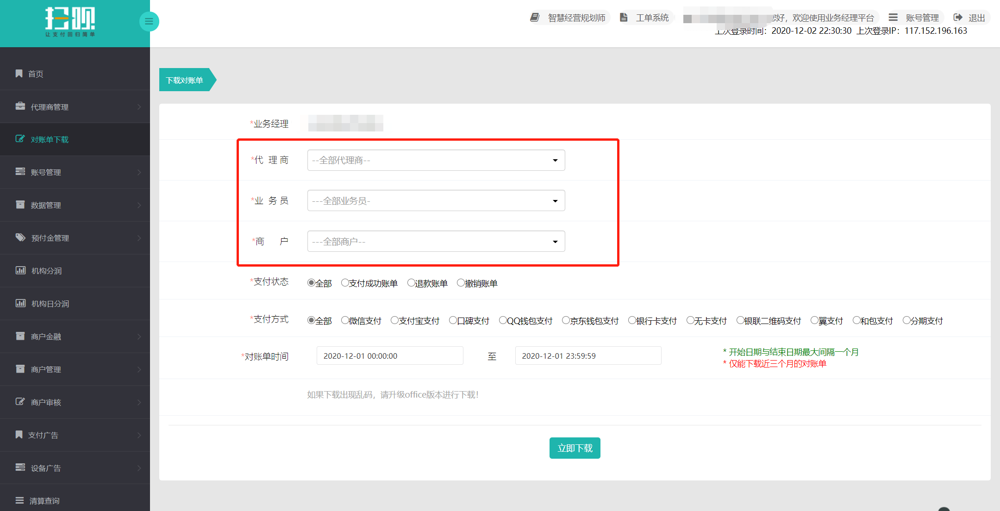 扫呗
让支付回归简单
智慧经营规划师
工单系统
您好，欢迎使用业务经理平台
账号管理
退出
上次登录时间：2020-12-02 22:30:30 上次登录IP：117.152.196.163
首页
代理商管理
对账单下载
账号管理
数据管理
预付金管理
机构分润
机构日分润
商户金融
商户管理
商户审核
支付广告
设备广告
清算查询
下载对账单
*业务经理
*代 理 商
--全部代理商--
*业 务 员
---全部业务员-
*商 户
---全部商户--
*支付状态
全部 支付成功账单 退款账单 撤销账单
*支付方式
全部 微信支付 支付宝支付 口碑支付 QQ钱包支付 京东钱包支付 银行卡支付 无卡支付 银联二维码支付 翼支付 和包支付 分期支付
*对账单时间
2020-12-01 00:00:00 至 2020-12-01 23:59:59
* 开始日期与结束日期最大间隔一个月
* 仅能下载近三个月的对账单
如果下载出现乱码，请升级office版本进行下载！
立即下载